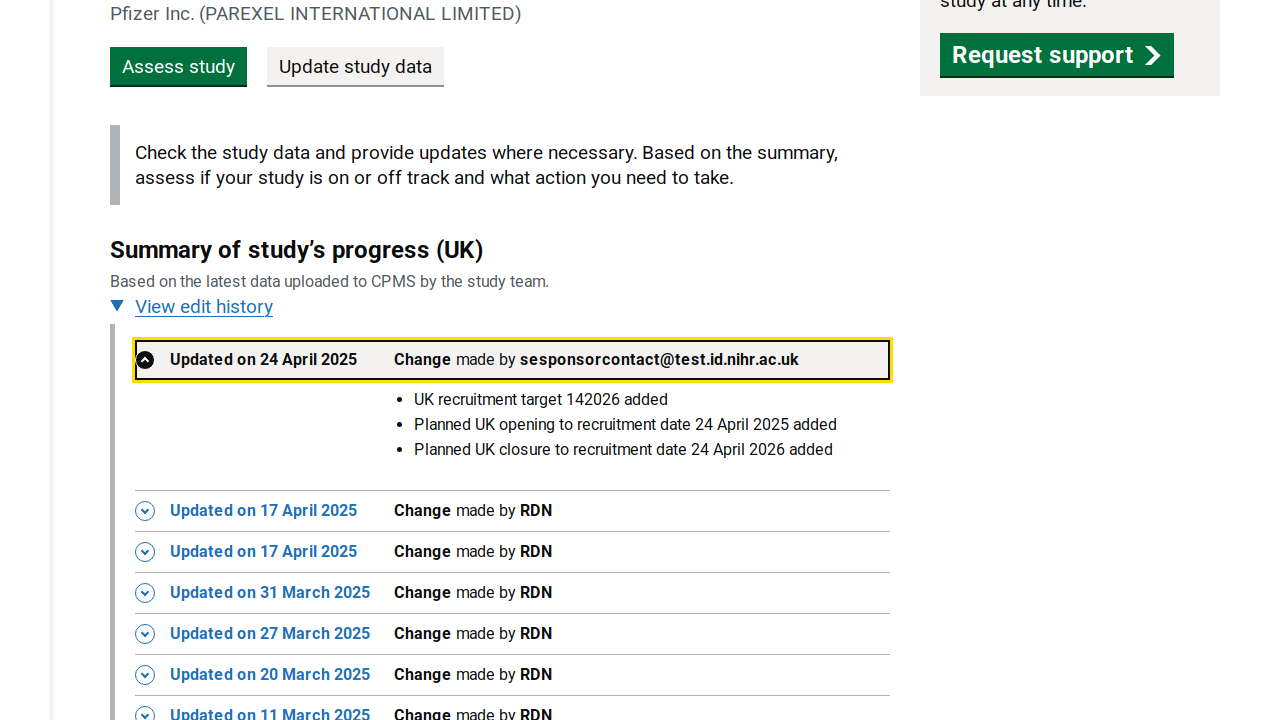 study at any time.
Pfizer Inc. (PAREXEL INTERNATIONAL LIMITED)
Request support
Assess study
Update study data
Check the study data and provide updates where necessary. Based on the summary,
assess if your study is on or off track and what action you need to take.
Summary of study’s progress (UK)
Based on the latest data uploaded to CPMS by the study team.
View edit history
Updated on 24 April 2025 Change made by sesponsorcontact@test.id.nihr.ac.uk
• UK recruitment target 142026 added
• Planned UK opening to recruitment date 24 April 2025 added
• Planned UK closure to recruitment date 24 April 2026 added
Updated on 17 April 2025 Change made by RDN
Updated on 17 April 2025 Change made by RDN
Updated on 31 March 2025 Change made by RDN
Updated on 27 March 2025 Change made by RDN
Updated on 20 March 2025 Change made by RDN
Updated on 11 March 2025 Change made by RDN